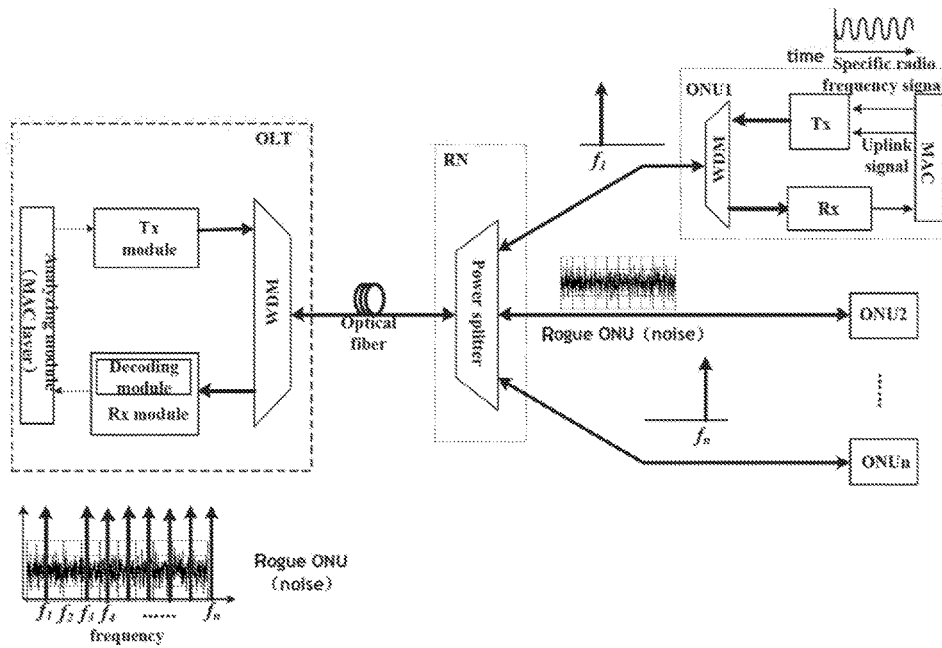 time
Specific radio
frequency signal
ONU1
Tx
Uplink
signal
MAC
WDM
Rx
OLT
RN
f1
Analyzing module
(MAC layer)
Tx
module
WDM
Optical
fiber
Power splitter
Rogue ONU (noise)
ONU2
Decoding
module
Rx module
fn
......
ONUn
Rogue ONU
(noise)
f1 f2 f3 f4 ...... fn
frequency